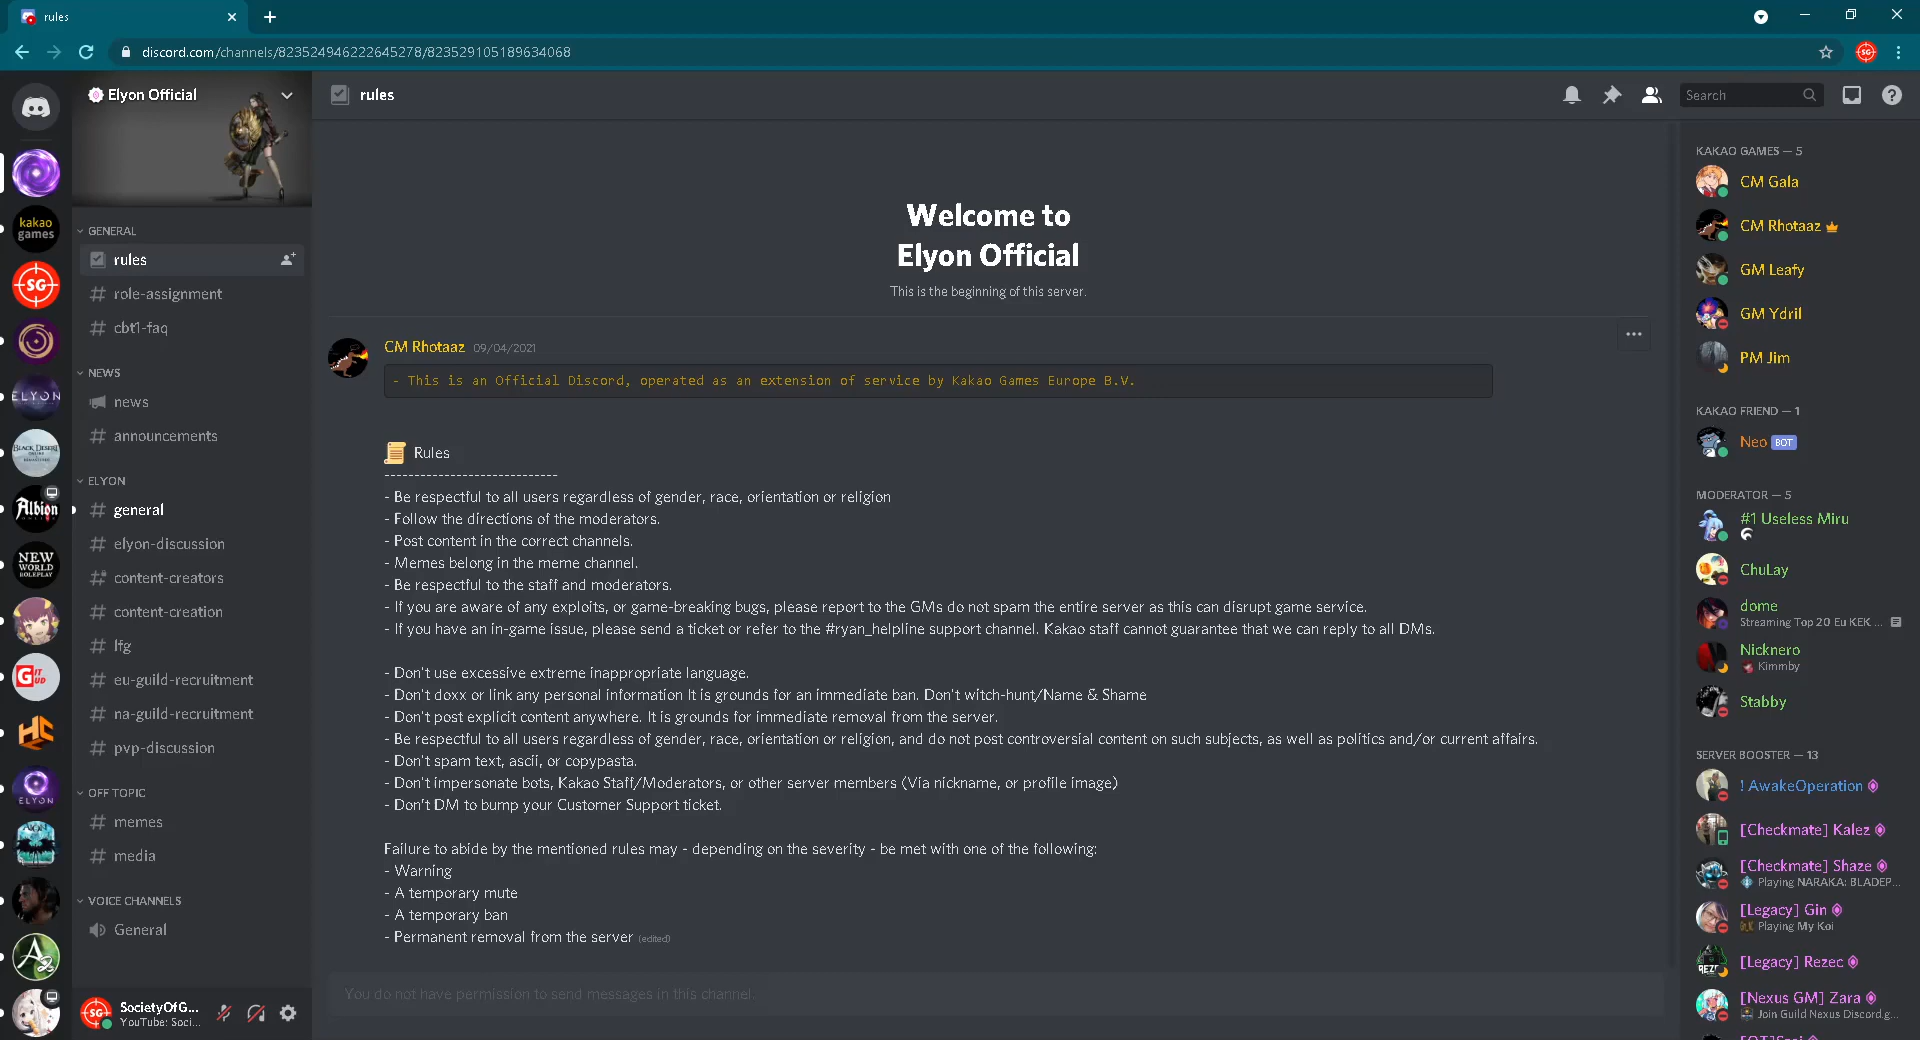 rules
discord.com/channels/823524946222645278/823529105189634068
Elyon Official
rules
Search
kakao
games
SG
ELYON
BLACK DESERT
Albion
NEW
WORLD
ROLEPLAY
GIT
GUD
HC
ELYON
AION
A2
GENERAL
rules
role-assignment
cbt1-faq
NEWS
news
announcements
ELYON
general
elyon-discussion
content-creators
content-creation
lfg
eu-guild-recruitment
na-guild-recruitment
pvp-discussion
OFF TOPIC
memes
media
VOICE CHANNELS
General
SG
SocietyOfG...
YouTube: Soci...
Welcome to
Elyon Official
This is the beginning of this server.
CM Rhotaaz 09/04/2021
- This is an Official Discord, operated as an extension of service by Kakao Games Europe B.V.
Rules
- Be respectful to all users regardless of gender, race, orientation or religion
- Follow the directions of the moderators.
- Post content in the correct channels.
- Memes belong in the meme channel.
- Be respectful to the staff and moderators.
- If you are aware of any exploits, or game-breaking bugs, please report to the GMs do not spam the entire server as this can disrupt game service.
- If you have an in-game issue, please send a ticket or refer to the #ryan_helpline support channel. Kakao staff cannot guarantee that we can reply to all DMs.
- Don't use excessive extreme inappropriate language.
- Don't doxx or link any personal information It is grounds for an immediate ban. Don't witch-hunt/Name & Shame
- Don't post explicit content anywhere. It is grounds for immediate removal from the server.
- Be respectful to all users regardless of gender, race, orientation or religion, and do not post controversial content on such subjects, as well as politics and/or current affairs.
- Don't spam text, ascii, or copypasta.
- Don't impersonate bots, Kakao Staff/Moderators, or other server members (Via nickname, or profile image)
- Don't DM to bump your Customer Support ticket.
Failure to abide by the mentioned rules may - depending on the severity - be met with one of the following:
- Warning
- A temporary mute
- A temporary ban
- Permanent removal from the server (edited)
You do not have permission to send messages in this channel.
KAKAO GAMES — 5
CM Gala
CM Rhotaaz
GM Leafy
GM Ydril
PM Jim
KAKAO FRIEND — 1
Neo BOT
MODERATOR — 5
#1 Useless Miru
ChuLay
dome
Streaming Top 20 Eu KEK ...
Nicknero
Kimmby
Stabby
SERVER BOOSTER — 13
! AwakeOperation
[Checkmate] Kalez
[Checkmate] Shaze
Playing NARAKA: BLADEP...
[Legacy] Gin
Playing My Koi
[Legacy] Rezec
[Nexus GM] Zara
Join Guild Nexus Discord.g...